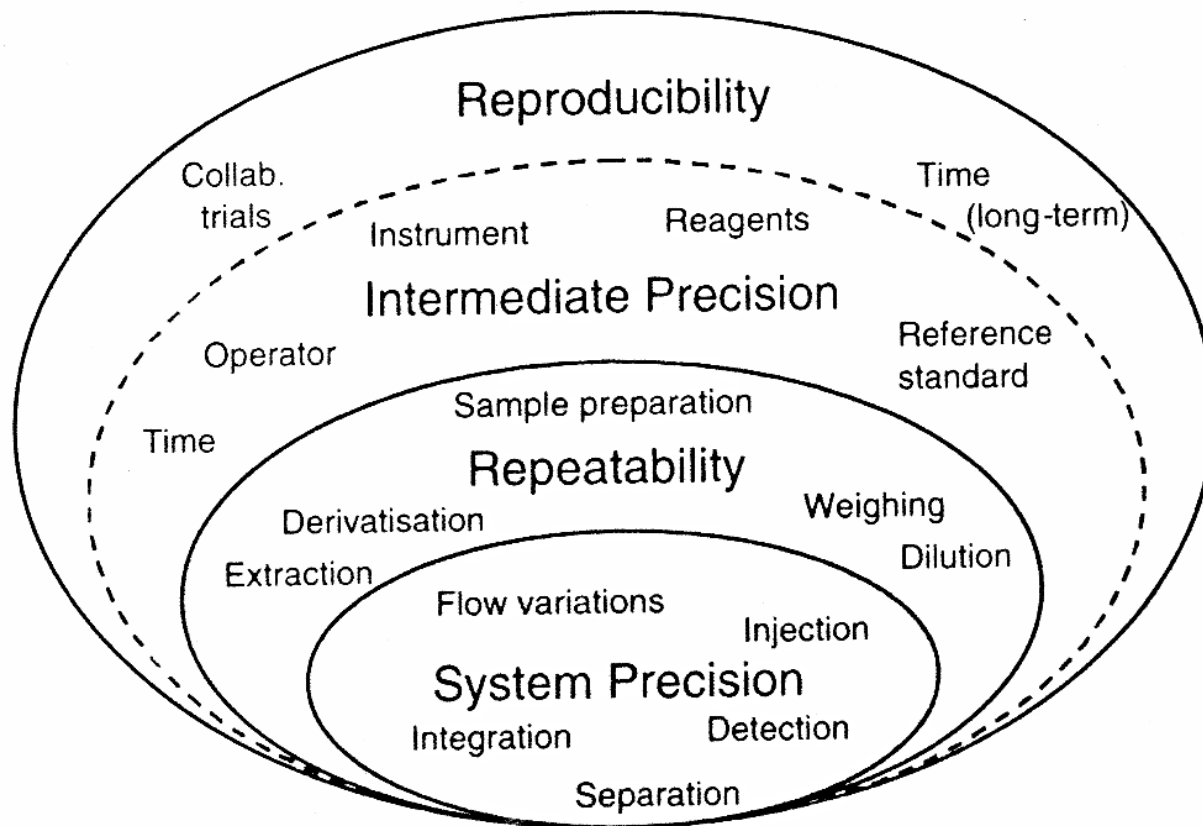 Reproducibility
Collab.
trials
Time
(long-term)
Instrument
Reagents
Intermediate Precision
Operator
Reference
standard
Time
Sample preparation
Repeatability
Derivatisation
Weighing
Extraction
Dilution
Flow variations
Injection
System Precision
Integration
Detection
Separation